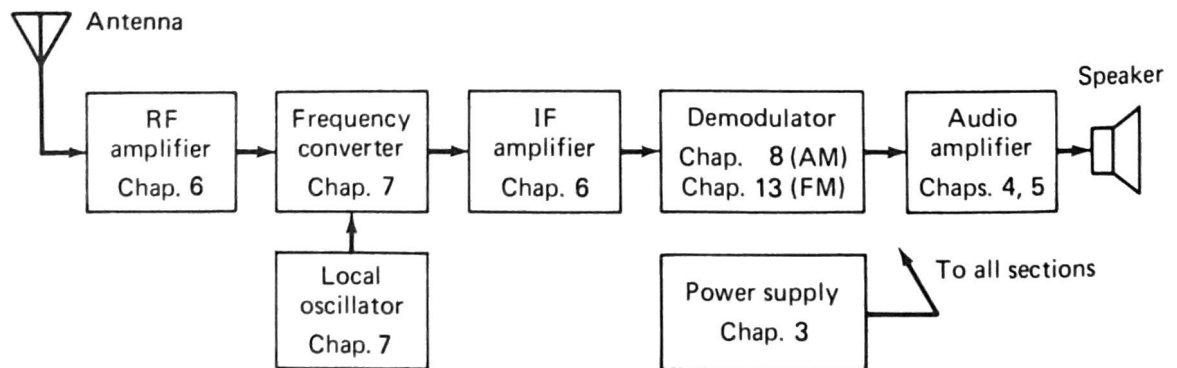 Antenna
Speaker
RF
amplifier
Chap. 6
Frequency
converter
Chap. 7
IF
amplifier
Chap. 6
Demodulator
Chap. 8 (AM)
Chap. 13 (FM)
Audio
amplifier
Chaps. 4, 5
Local
oscillator
Chap. 7
Power supply
Chap. 3
To all sections